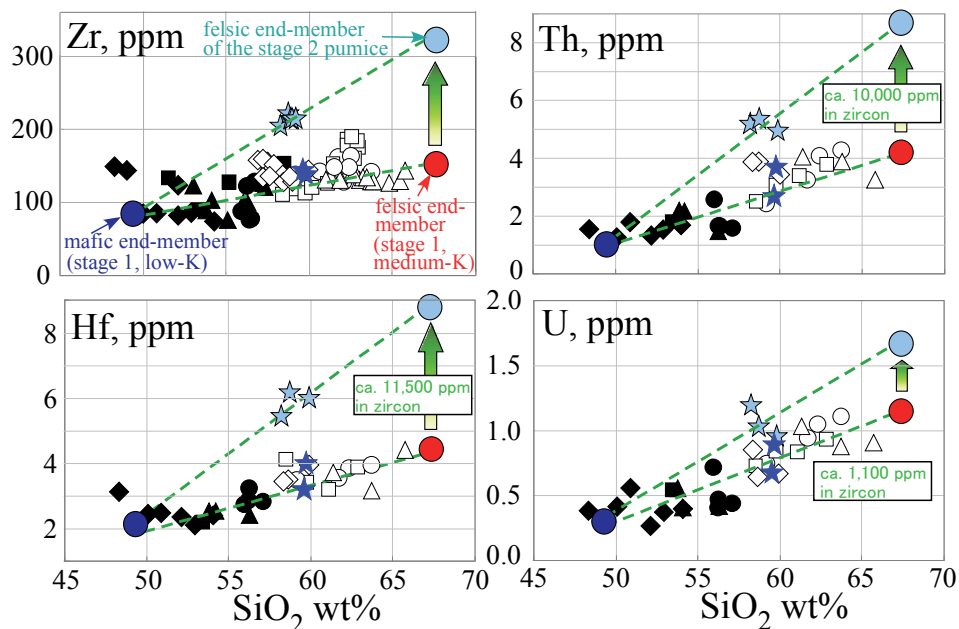 Zr, ppm
felsic end-member
of the stage 2 pumice
300
200
100
0
mafic end-member
(stage 1, low-K)
felsic end-
member
(stage 1,
medium-K)
Th, ppm
8
6
4
2
0
ca. 10,000 ppm
in zircon
Hf, ppm
8
6
4
2
ca. 11,500 ppm
in zircon
45 50 55 60 65 70
SiO2 wt%
U, ppm
2.0
1.5
1.0
0.5
0.0
ca. 1,100 ppm
in zircon
45 50 55 60 65 70
SiO2 wt%